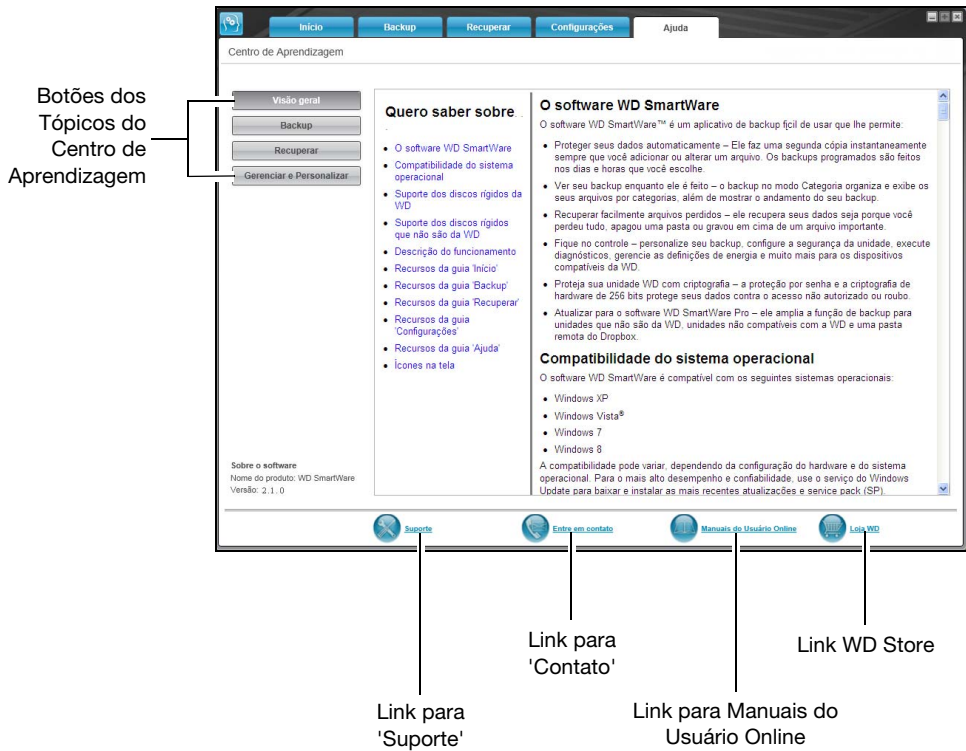 Início
Backup
Recuperar
Configurações
Ajuda
Centro de Aprendizagem
Botões dos
Tópicos do
Centro de
Aprendizagem
Visão geral
Backup
Recuperar
Gerenciar e Personalizar
Quero saber sobre...
• O software WD SmartWare
• Compatibilidade do sistema
operacional
• Suporte dos discos rígidos da
WD
• Suporte dos discos rígidos
que não são da WD
• Descrição do funcionamento
• Recursos da guia 'Início'
• Recursos da guia 'Backup'
• Recursos da guia 'Recuperar'
• Recursos da guia
'Configurações'
• Recursos da guia 'Ajuda'
• Ícones na tela
O software WD SmartWare
O software WD SmartWare™ é um aplicativo de backup fjcil de usar que lhe permite:
• Proteger seus dados automaticamente – Ele faz uma segunda cópia instantaneamente
sempre que você adicionar ou alterar um arquivo. Os backups programados são feitos
nos dias e horas que você escolhe.
• Ver seu backup enquanto ele é feito – o backup no modo Categoria organiza e exibe os
seus arquivos por categorias, além de mostrar o andamento do seu backup.
• Recuperar facilmente arquivos perdidos – ele recupera seus dados seja porque você
perdeu tudo, apagou uma pasta ou gravou em cima de um arquivo importante.
• Fique no controle – personalize seu backup, configure a segurança da unidade, execute
diagnósticos, gerencie as definições de energia e muito mais para os dispositivos
compatíveis da WD.
• Proteja sua unidade WD com criptografia – a proteção por senha e a criptografia de
hardware de 256 bits protege seus dados contra o acesso não autorizado ou roubo.
• Atualizar para o software WD SmartWare Pro – ele amplia a função de backup para
unidades que não são da WD, unidades não compatíveis com a WD e uma pasta
remota do Dropbox.
Compatibilidade do sistema operacional
O software WD SmartWare é compatível com os seguintes sistemas operacionais:
• Windows XP
• Windows Vista®
• Windows 7
• Windows 8
A compatibilidade pode variar, dependendo da configuração do hardware e do sistema
operacional. Para o mais alto desempenho e confiabilidade, use o serviço do Windows
Update para baixar e instalar as mais recentes atualizações e service pack (SP).
Sobre o software
Nome do produto: WD SmartWare
Versão: 2.1.0
Suporte
Entre em contato
Manuais do Usuário Online
Loja WD
Link para
'Contato'
Link WD Store
Link para
'Suporte'
Link para Manuais do
Usuário Online